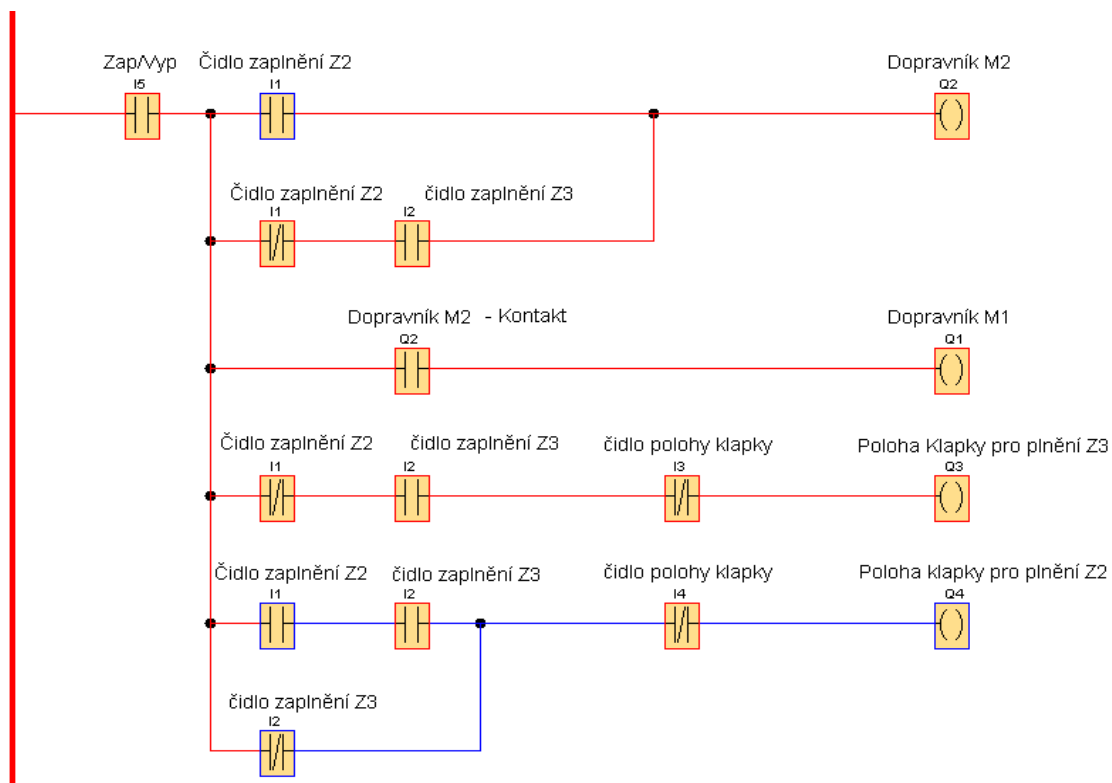 Zap/Vyp Čidlo zaplnění Z2 Dopravník M2
I5 I1 Q2
Čidlo zaplnění Z2 čidlo zaplnění Z3
I1 I2
Dopravník M2 - Kontakt Dopravník M1
Q2 Q1
Čidlo zaplnění Z2 čidlo zaplnění Z3 čidlo polohy klapky Poloha Klapky pro plnění Z3
I1 I2 I3 Q3
Čidlo zaplnění Z2 čidlo zaplnění Z3 čidlo polohy klapky Poloha klapky pro plnění Z2
I1 I2 I4 Q4
čidlo zaplnění Z3
I2